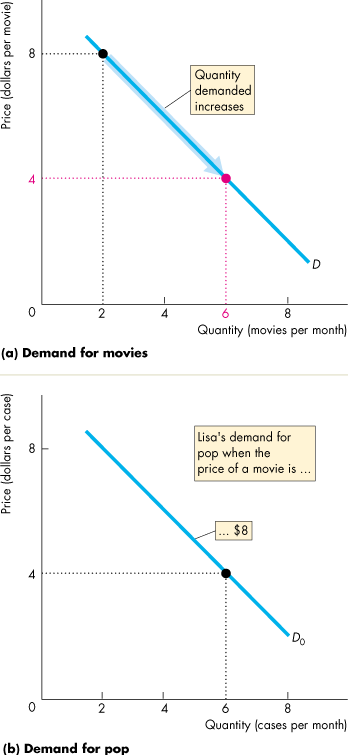 Price (dollars per movie)
8
4
0
Quantity
demanded
increases
D
2
4
6
8
Quantity (movies per month)
(a) Demand for movies
Price (dollars per case)
8
4
0
Lisa's demand for
pop when the
price of a movie is ...
... $8
D0
2
4
6
8
Quantity (cases per month)
(b) Demand for pop